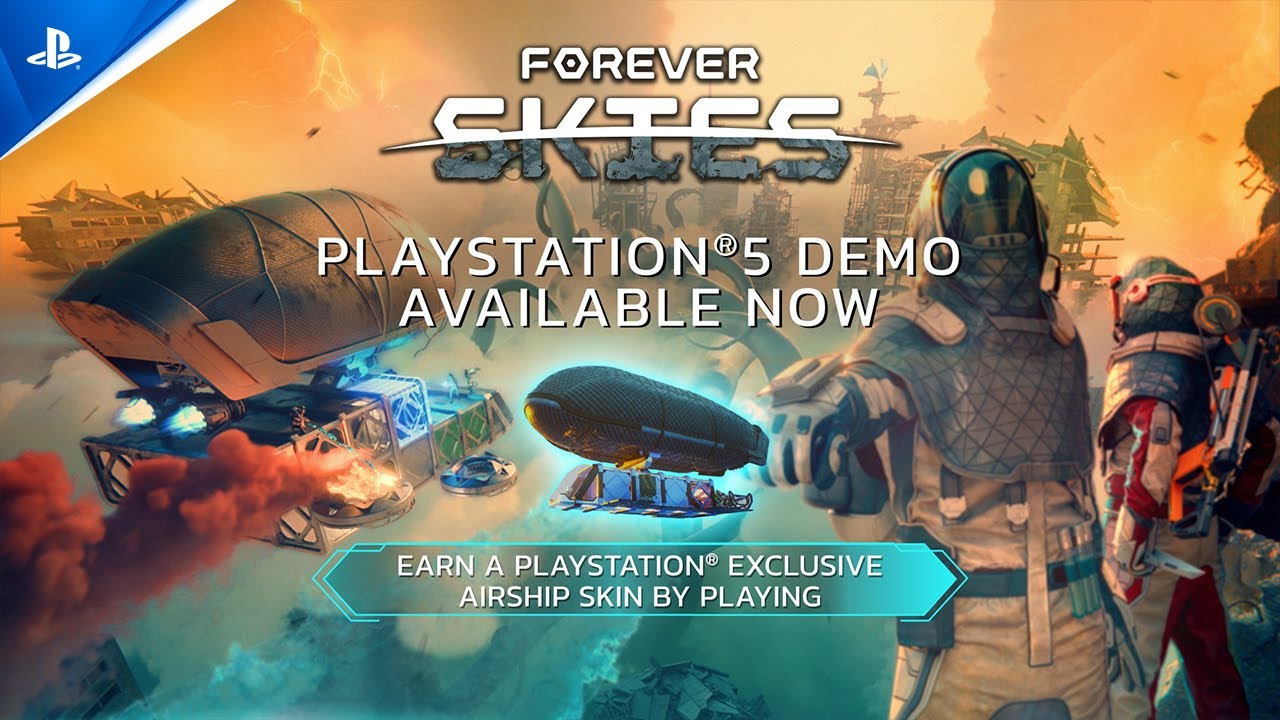 FOREVER
SKIES
PLAYSTATION®5 DEMO
AVAILABLE NOW
EARN A PLAYSTATION® EXCLUSIVE
AIRSHIP SKIN BY PLAYING